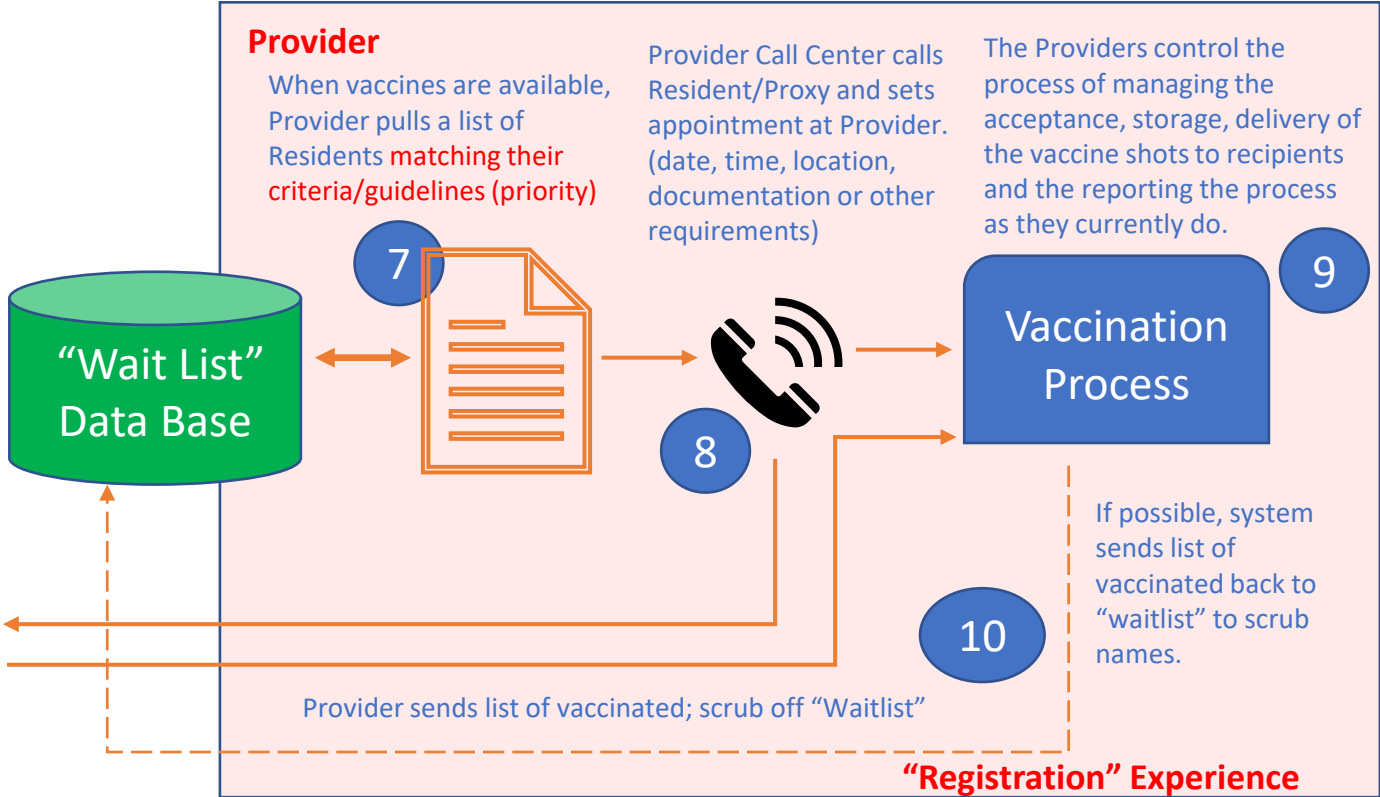 Provider
When vaccines are available,
Provider pulls a list of
Residents matching their
criteria/guidelines (priority)
Provider Call Center calls
Resident/Proxy and sets
appointment at Provider.
(date, time, location,
documentation or other
requirements)
The Providers control the
process of managing the
acceptance, storage, delivery of
the vaccine shots to recipients
and the reporting the process
as they currently do.
7
9
“Wait List”
Data Base
Vaccination
Process
8
If possible, system
sends list of
vaccinated back to
“waitlist” to scrub
names.
10
Provider sends list of vaccinated; scrub off “Waitlist”
“Registration” Experience